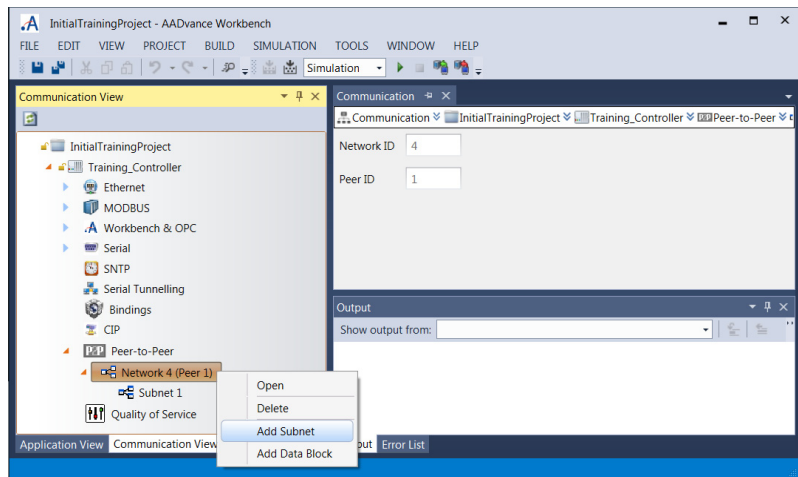 InitialTrainingProject - AADvance Workbench
FILE EDIT VIEW PROJECT BUILD SIMULATION TOOLS WINDOW HELP
Simulation
Communication View
InitialTrainingProject
Training_Controller
Ethernet
MODBUS
Workbench & OPC
Serial
SNTP
Serial Tunnelling
Bindings
CIP
P2P Peer-to-Peer
Network 4 (Peer 1)
Subnet 1
Quality of Service
Application View Communication View
Open
Delete
Add Subnet
Add Data Block
Communication
Communication InitialTrainingProject Training_Controller P2P Peer-to-Peer
Network ID 4
Peer ID 1
Output
Show output from:
Error List